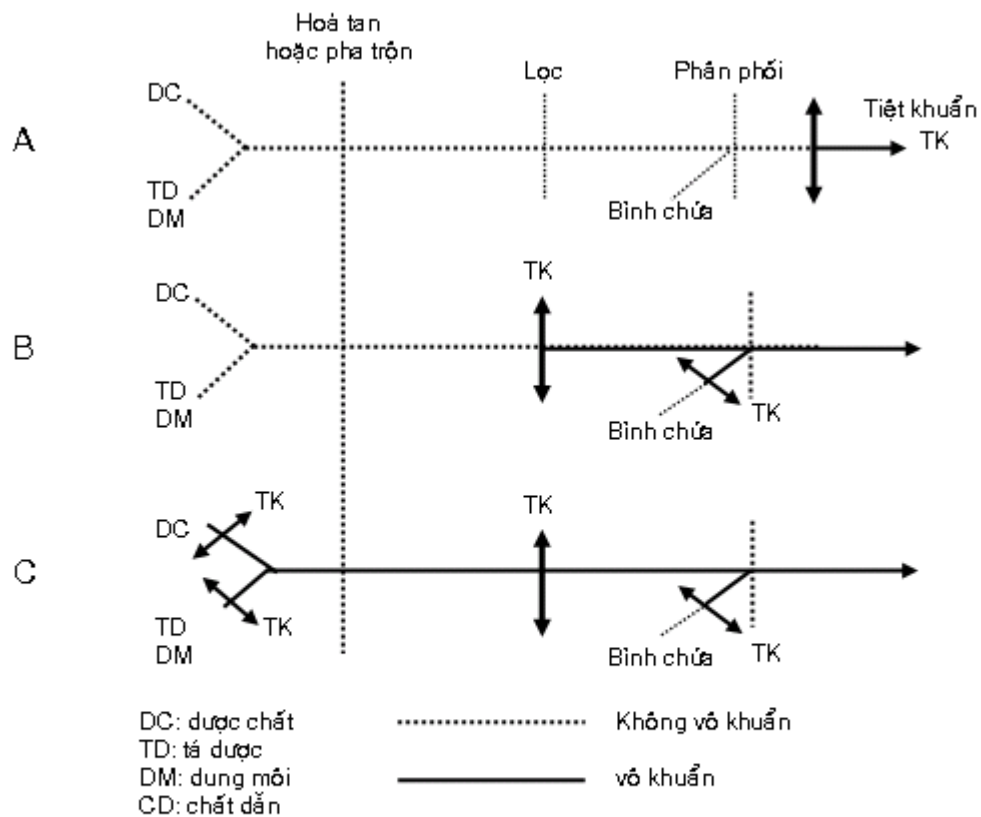 Hoà tan
hoặc pha trộn
Lọc
Phân phối
DC
Tiệt khuẩn
A
TK
TD
DM
Bình chứa
TK
DC
B
TD
DM
TK
Bình chứa
TK
TK
DC
C
TK
TD
DM
TK
Bình chứa
DC: dược chất
Không vô khuẩn
TD: tá dược
DM: dung môi
vô khuẩn
CD: chất dẫn